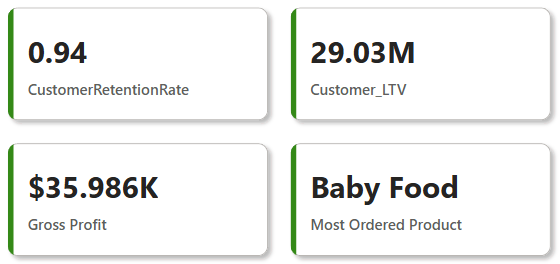 0.94
CustomerRetentionRate
29.03M
Customer_LTV
$35.986K
Gross Profit
Baby Food
Most Ordered Product